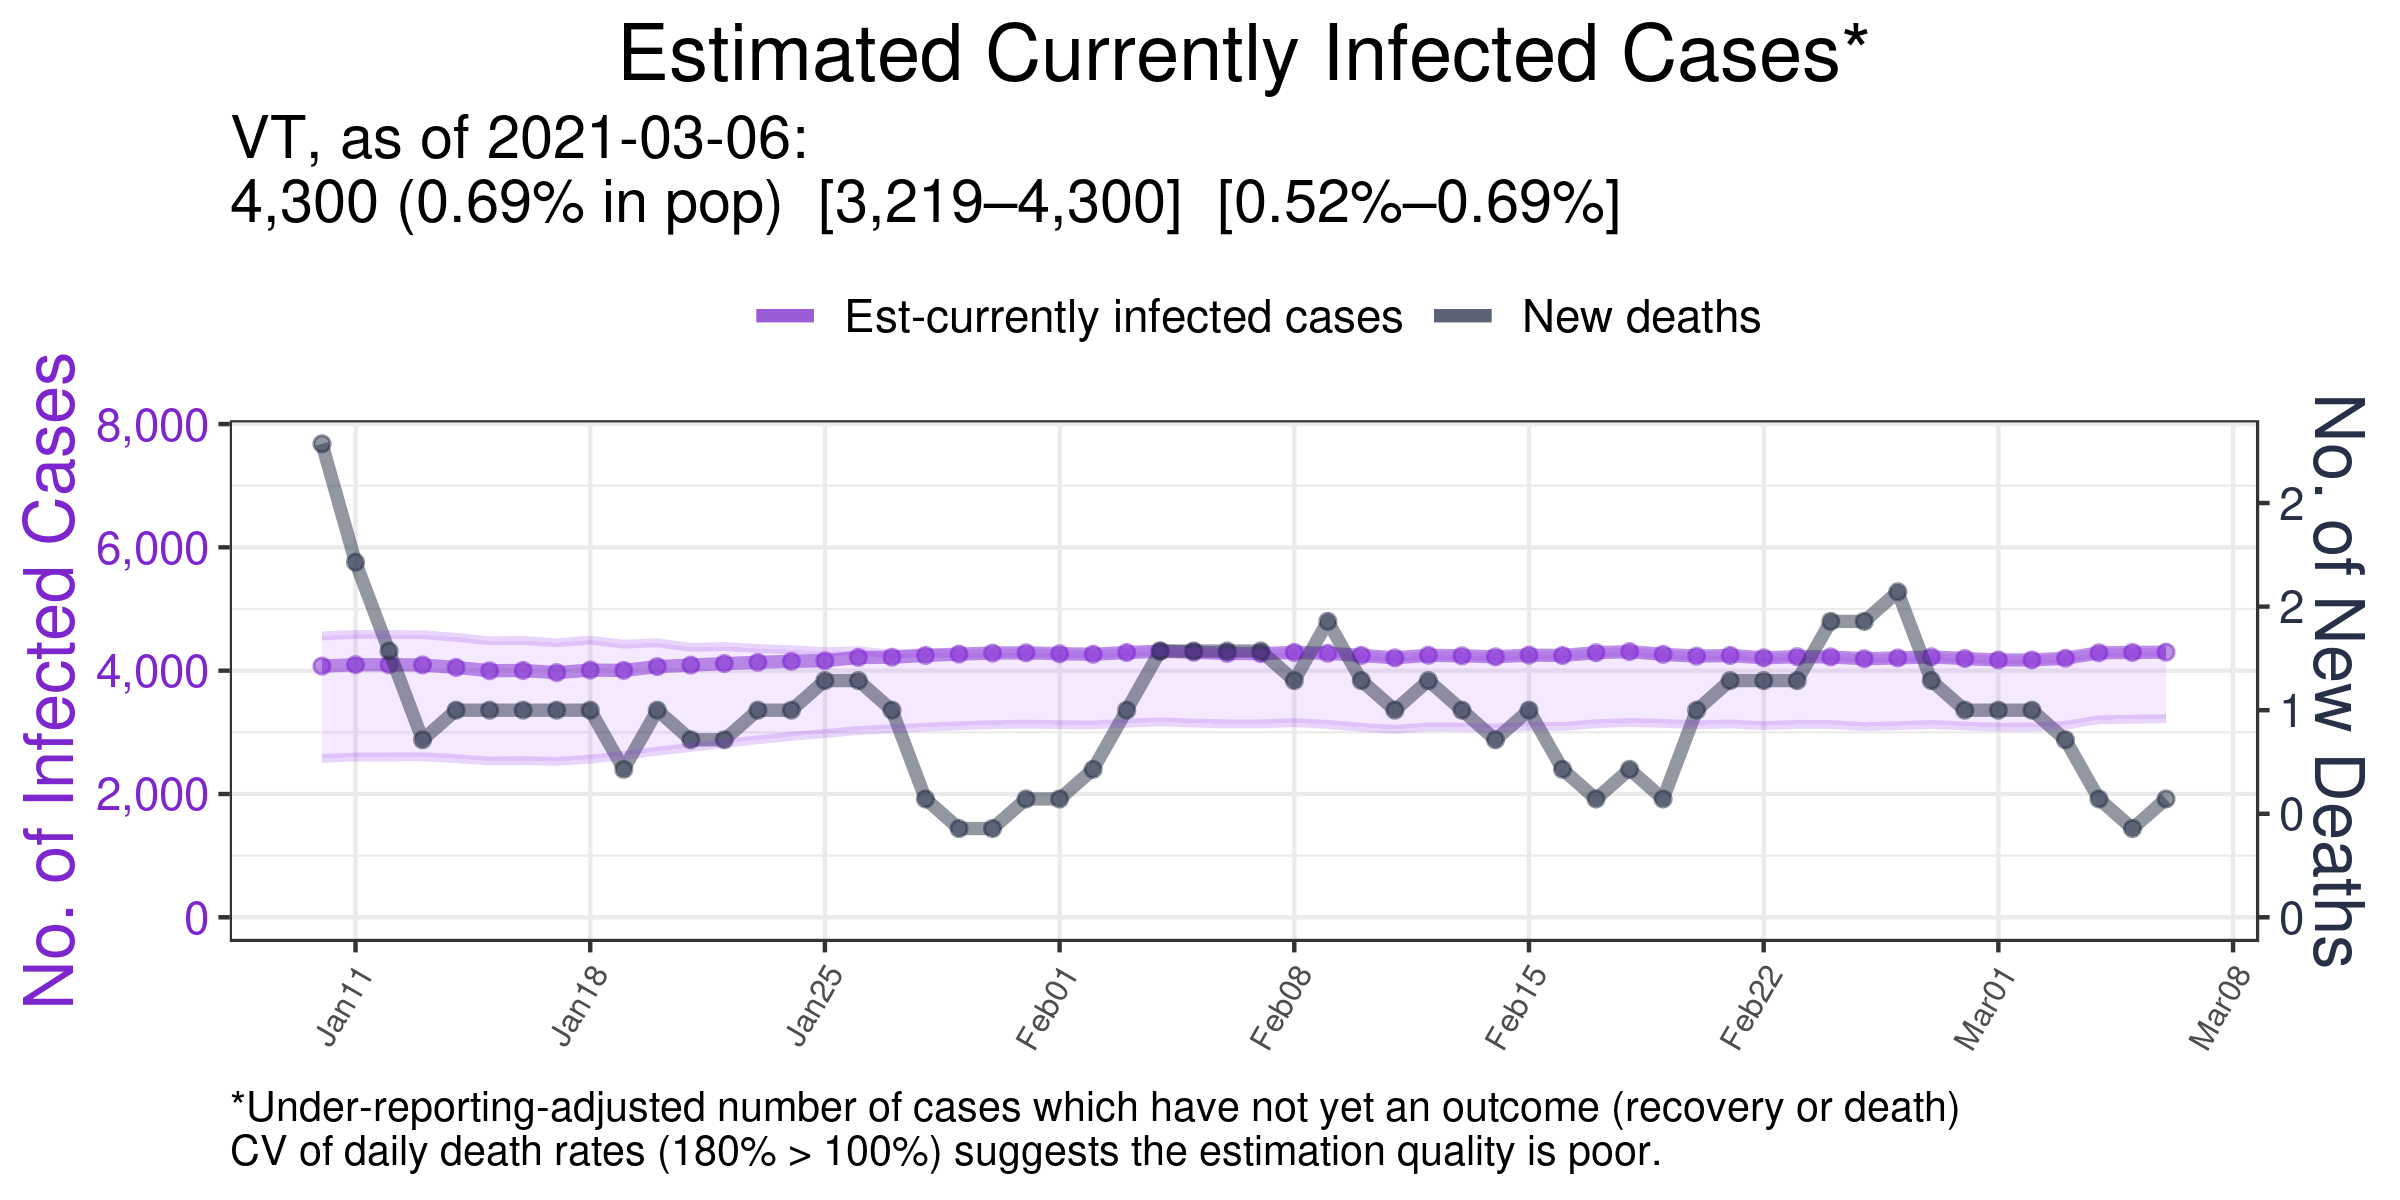 Estimated Currently Infected Cases*
VT, as of 2021-03-06:
4,300 (0.69% in pop)  [3,219–4,300]  [0.52%–0.69%]
Est-currently infected cases
New deaths
No. of Infected Cases
8,000
6,000
4,000
2,000
0
No. of New Deaths
2
2
1
0
0
Jan11
Jan18
Jan25
Feb01
Feb08
Feb15
Feb22
Mar01
Mar08
*Under-reporting-adjusted number of cases which have not yet an outcome (recovery or death)
CV of daily death rates (180% > 100%) suggests the estimation quality is poor.